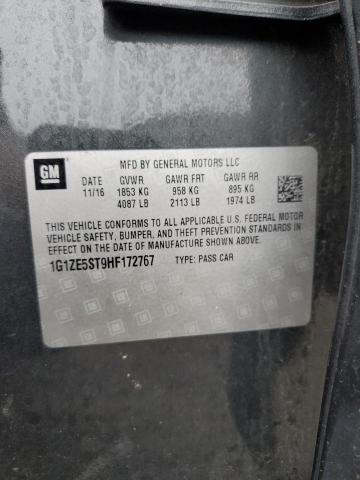 GM
MFD BY GENERAL MOTORS LLC
DATE GVWR GAWR FRT GAWR RR
11/16 1853 KG 958 KG 895 KG
4087 LB 2113 LB 1974 LB
THIS VEHICLE CONFORMS TO ALL APPLICABLE U.S. FEDERAL MOTOR
VEHICLE SAFETY, BUMPER, AND THEFT PREVENTION STANDARDS IN
EFFECT ON THE DATE OF MANUFACTURE SHOWN ABOVE.
1G1ZE5ST9HF172767 TYPE: PASS CAR